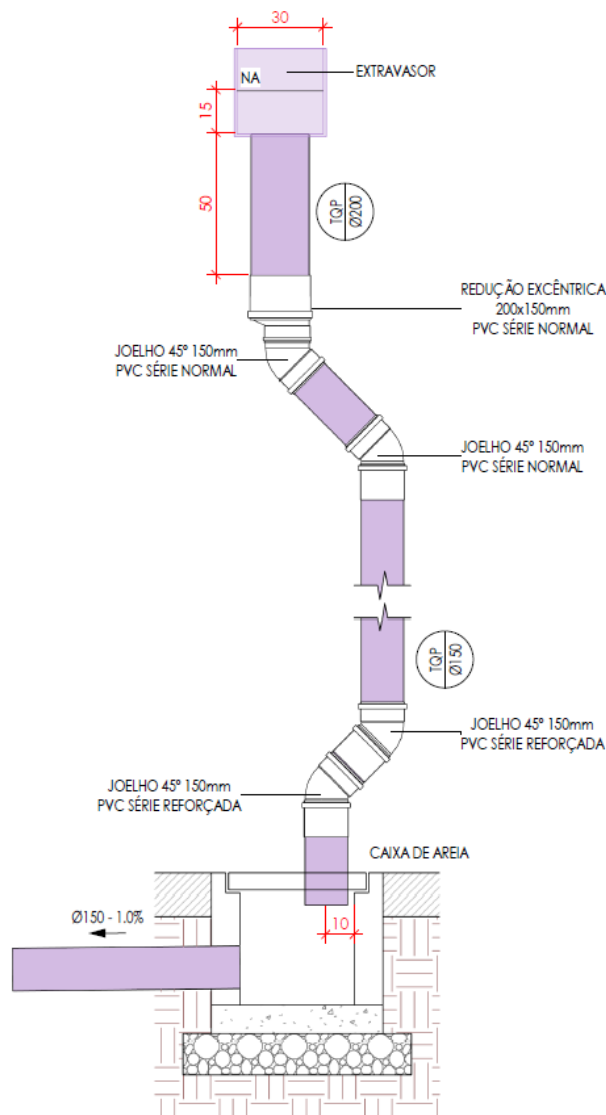 30
NA
EXTRAVASOR
15
50
TQP
Ø200
REDUÇÃO EXCÊNTRICA
200x150mm
PVC SÉRIE NORMAL
JOELHO 45º 150mm
PVC SÉRIE NORMAL
JOELHO 45º 150mm
PVC SÉRIE NORMAL
TQP
Ø150
JOELHO 45º 150mm
PVC SÉRIE REFORÇADA
JOELHO 45º 150mm
PVC SÉRIE REFORÇADA
CAIXA DE AREIA
Ø150 - 1.0%
10